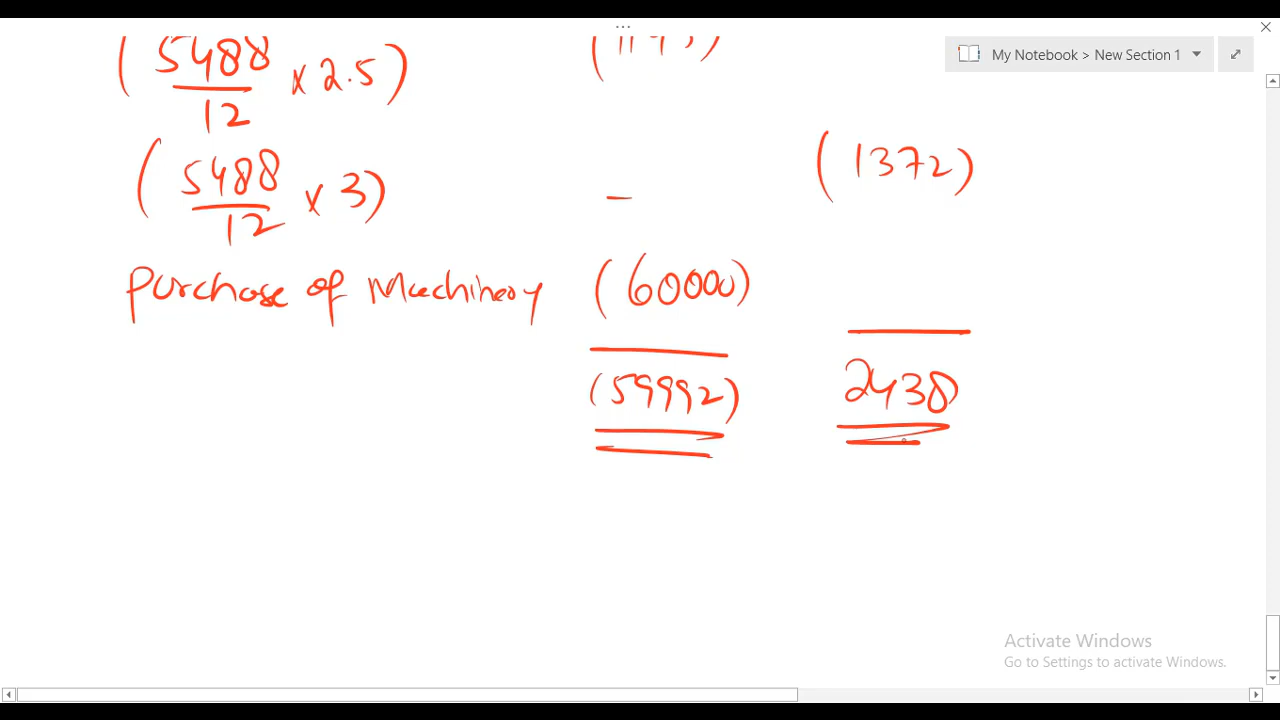 My Notebook > New Section 1
(5488/12 × 2.5)
(5488/12 × 3) - (1372)
Purchase of Machinery (60000)
(59992) 2438
Activate Windows
Go to Settings to activate Windows.